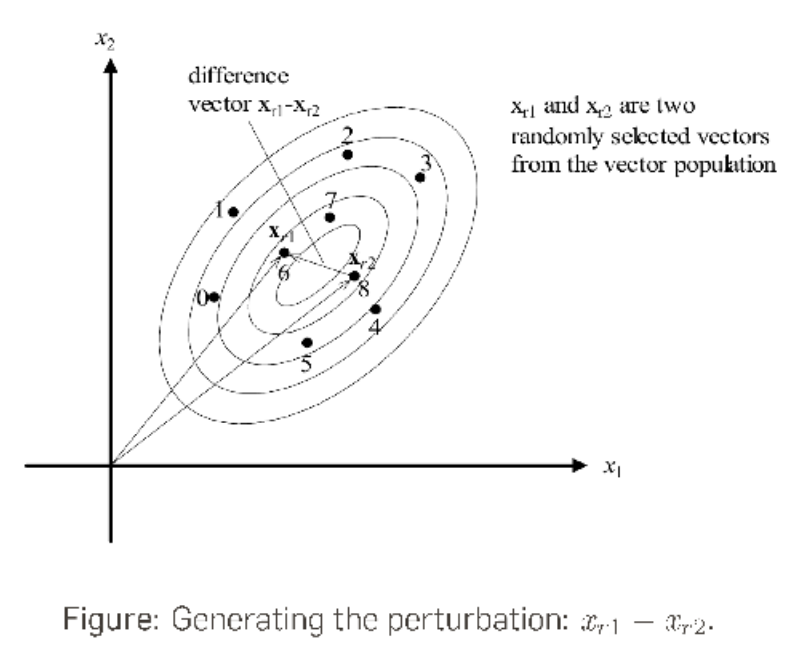 x₂
difference
vector xᵣ₁-xᵣ₂
xᵣ₁ and xᵣ₂ are two
randomly selected vectors
from the vector population
2
3
1
7
xᵣ₁
xᵣ₂
6
8
0
4
5
x₁
Figure: Generating the perturbation: xᵣ₁ − xᵣ₂.